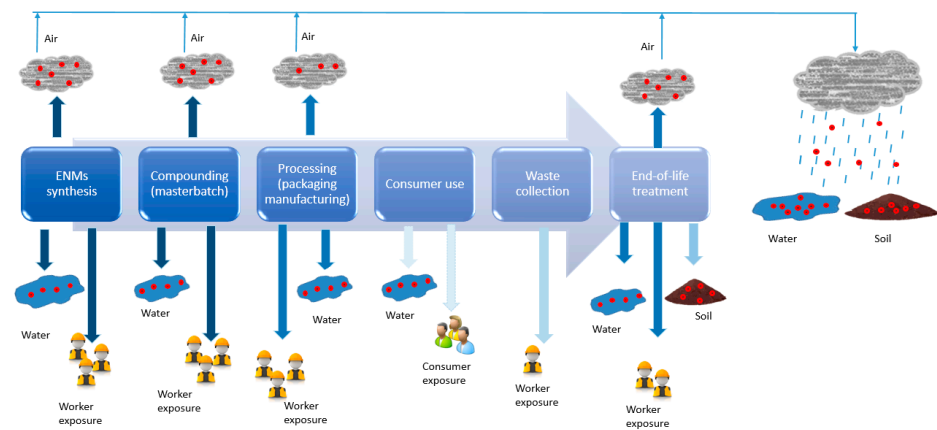 Air
Air
Air
Air
ENMs
synthesis
Compounding
(masterbatch)
Processing
(packaging
manufacturing)
Consumer use
Waste
collection
End-of-life
treatment
Water
Soil
Water
Water
Water
Water
Water
Soil
Consumer
exposure
Worker
exposure
Worker
exposure
Worker
exposure
Worker
exposure
Worker
exposure